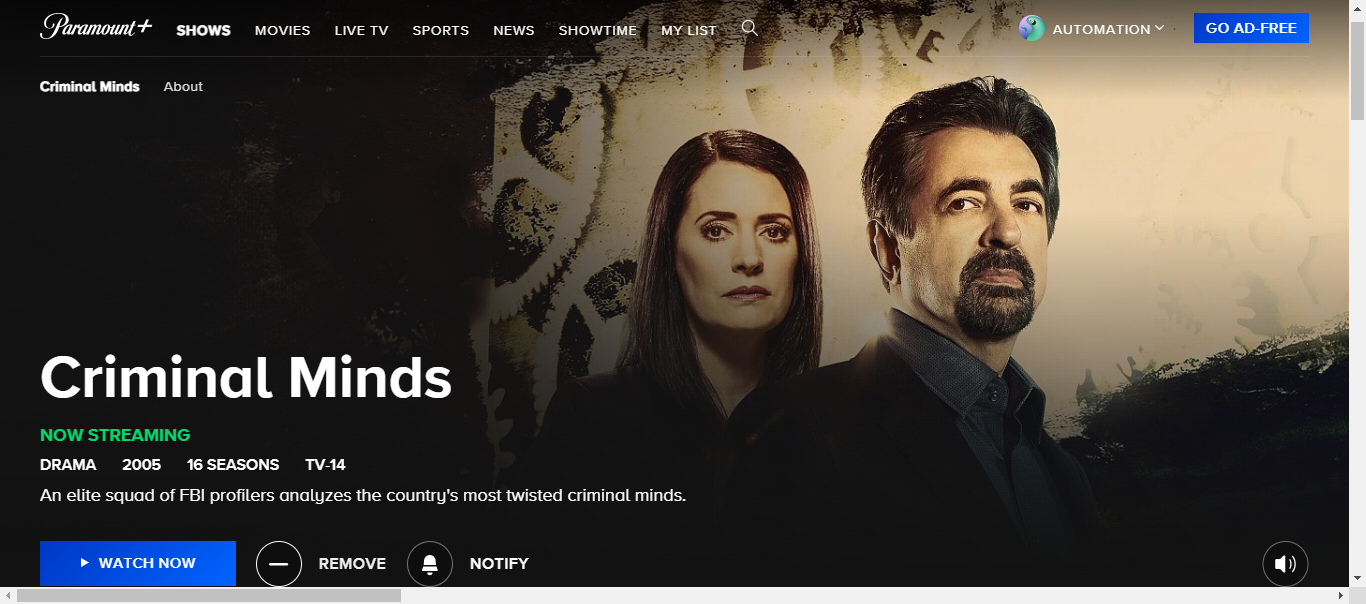 Paramount+ SHOWS MOVIES LIVE TV SPORTS NEWS SHOWTIME MY LIST AUTOMATION GO AD-FREE
Criminal Minds About
Criminal Minds
NOW STREAMING
DRAMA 2005 16 SEASONS TV-14
An elite squad of FBI profilers analyzes the country's most twisted criminal minds.
WATCH NOW REMOVE NOTIFY